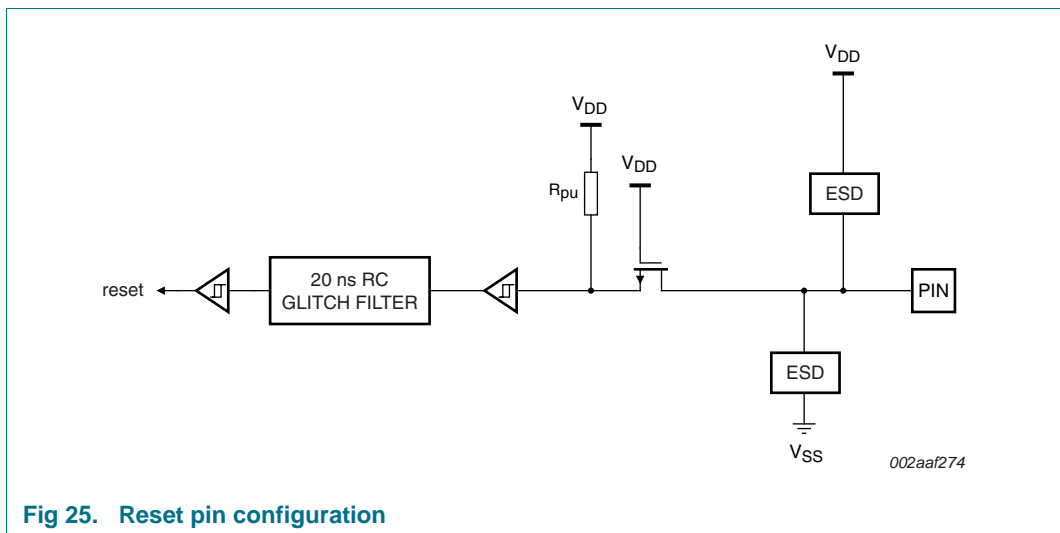 VDD
VDD
VDD
Rpu
ESD
reset
20 ns RC
GLITCH FILTER
PIN
ESD
VSS
002aaf274
Fig 25. Reset pin configuration